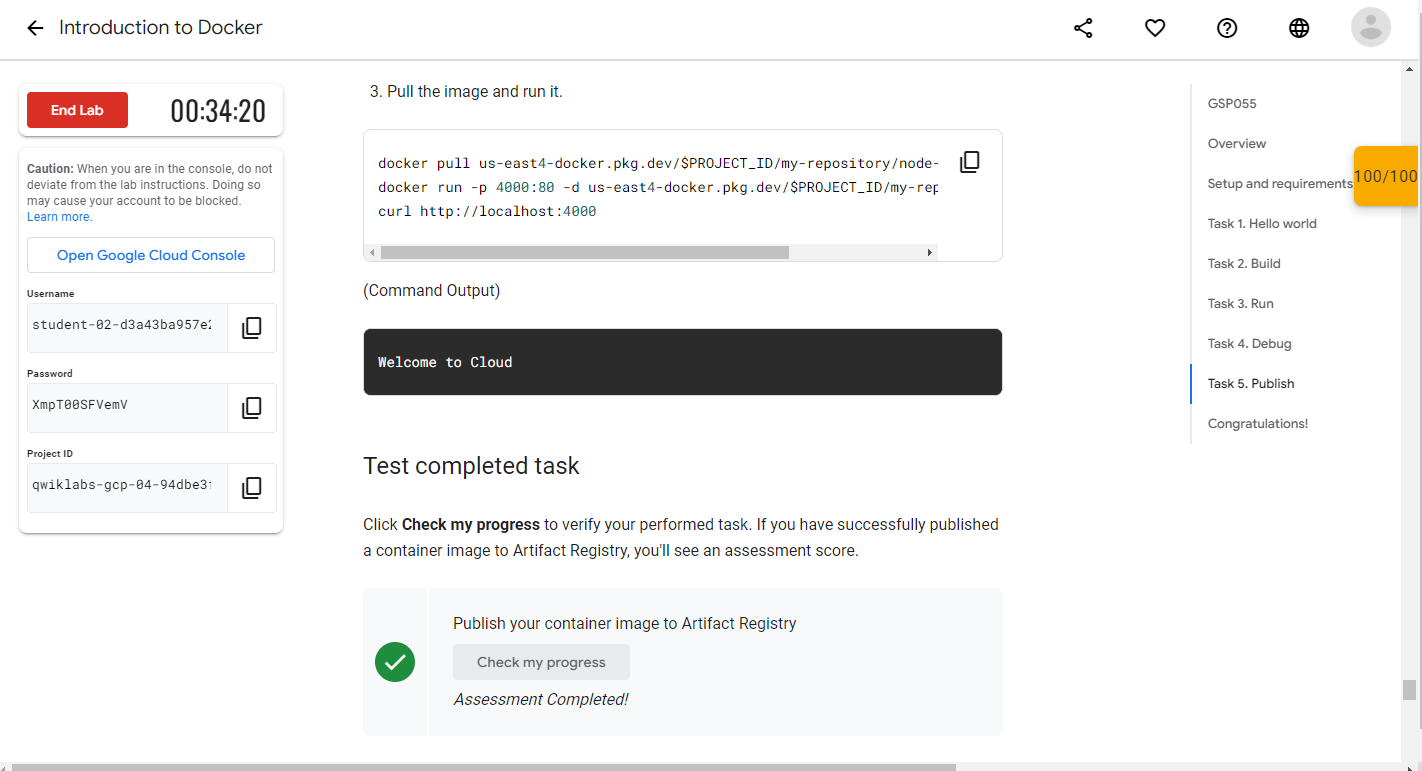 Introduction to Docker
End Lab
00:34:20
Caution: When you are in the console, do not
deviate from the lab instructions. Doing so
may cause your account to be blocked.
Learn more.
Open Google Cloud Console
Username
student-02-d3a43ba957e2
Password
XmpT00SFVemV
Project ID
qwiklabs-gcp-04-94dbe3f
3. Pull the image and run it.
docker pull us-east4-docker.pkg.dev/$PROJECT_ID/my-repository/node-
docker run -p 4000:80 -d us-east4-docker.pkg.dev/$PROJECT_ID/my-rep
curl http://localhost:4000
(Command Output)
Welcome to Cloud
Test completed task
Click Check my progress to verify your performed task. If you have successfully published
a container image to Artifact Registry, you'll see an assessment score.
Publish your container image to Artifact Registry
Check my progress
Assessment Completed!
GSP055
Overview
Setup and requirements
100/100
Task 1. Hello world
Task 2. Build
Task 3. Run
Task 4. Debug
Task 5. Publish
Congratulations!